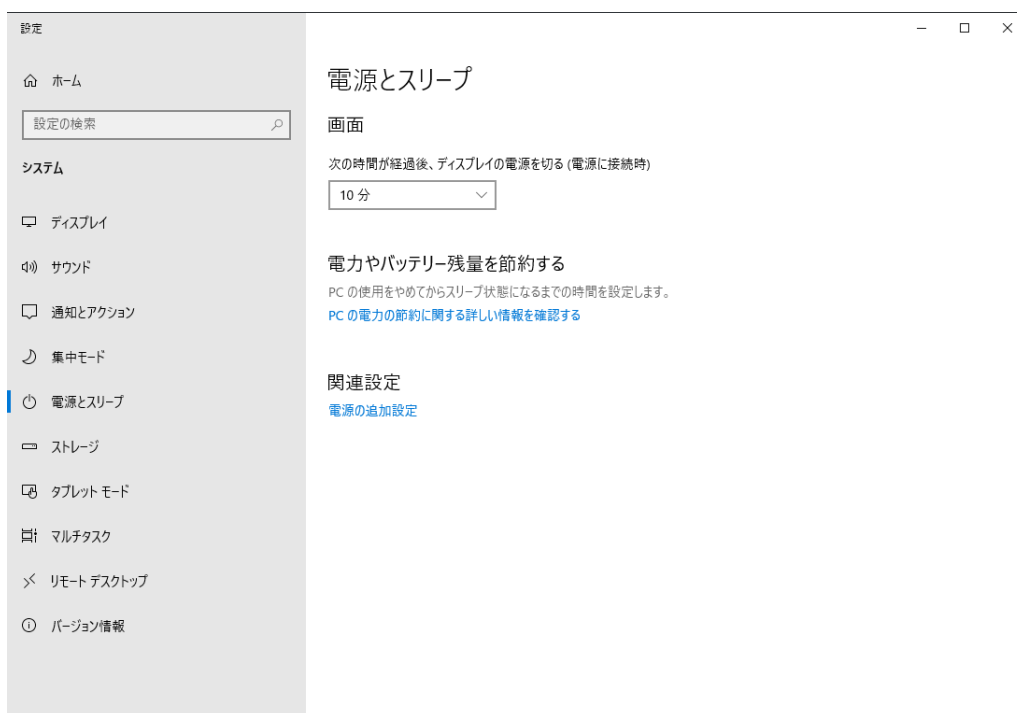 設定
ホーム
設定の検索
システム
ディスプレイ
サウンド
通知とアクション
集中モード
電源とスリープ
ストレージ
タブレット モード
マルチタスク
リモート デスクトップ
バージョン情報
電源とスリープ
画面
次の時間が経過後、ディスプレイの電源を切る (電源に接続時)
10 分
電力やバッテリー残量を節約する
PC の使用をやめてからスリープ状態になるまでの時間を設定します。
PC の電力の節約に関する詳しい情報を確認する
関連設定
電源の追加設定